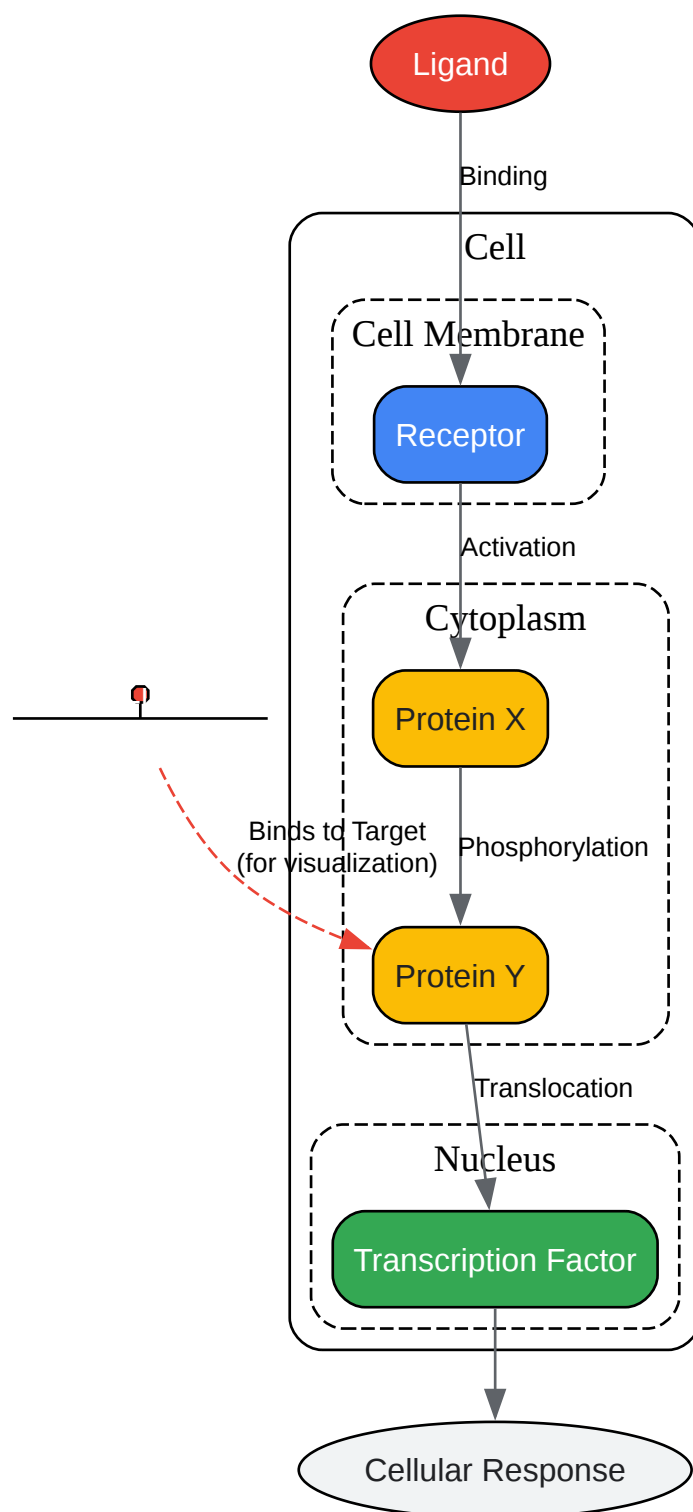 Ligand
Binding
Cell
Cell Membrane
Receptor
Activation
Cytoplasm
Protein X
Binds to Target
(for visualization)
Phosphorylation
Protein Y
Translocation
Nucleus
Transcription Factor
Cellular Response